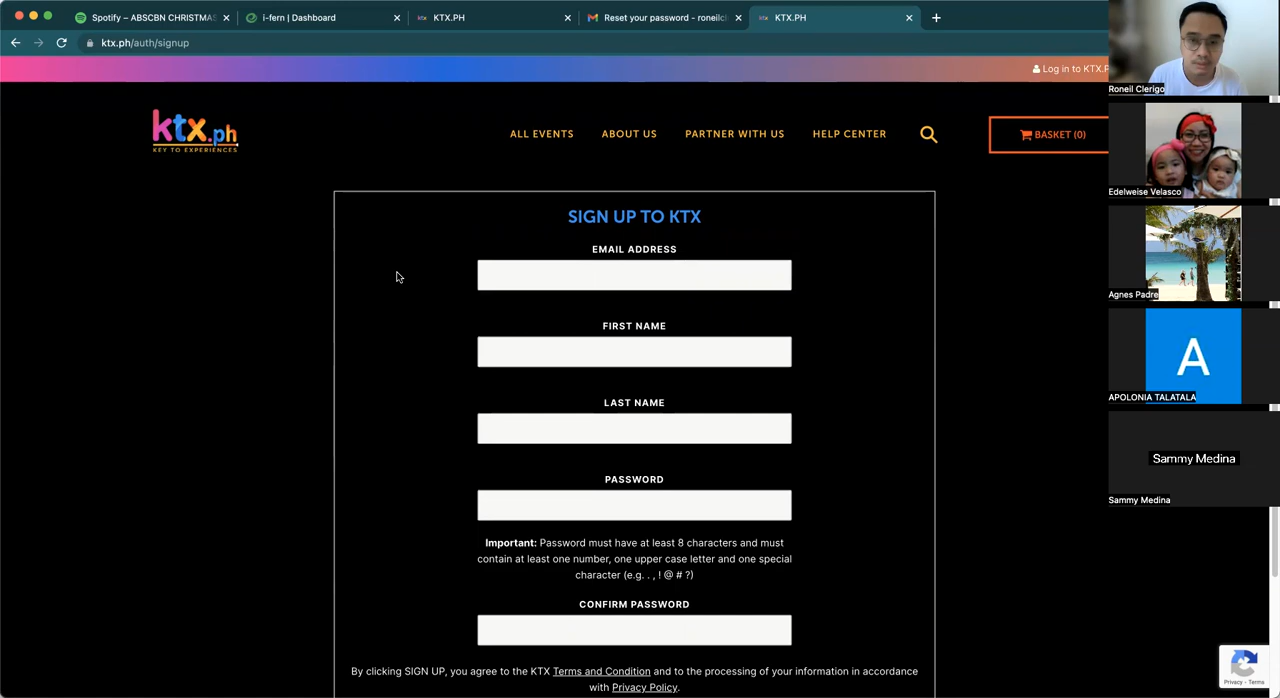 Spotify – ABSCBN CHRISTMAS
i-fern | Dashboard
KTX.PH
Reset your password - roneilcl
KTX.PH
ktx.ph/auth/signup
Log in to KTX.P
ktx.ph
KEY TO EXPERIENCES
ALL EVENTS
ABOUT US
PARTNER WITH US
HELP CENTER
BASKET (0)
SIGN UP TO KTX
EMAIL ADDRESS
FIRST NAME
LAST NAME
PASSWORD
Important: Password must have at least 8 characters and must
contain at least one number, one upper case letter and one special
character (e.g. . , ! @ # ?)
CONFIRM PASSWORD
By clicking SIGN UP, you agree to the KTX Terms and Condition and to the processing of your information in accordance
with Privacy Policy.
Roneil Clerigo
Edelweise Velasco
Agnes Padre
A
APOLONIA TALATALA
Sammy Medina
Sammy Medina
Privacy - Terms